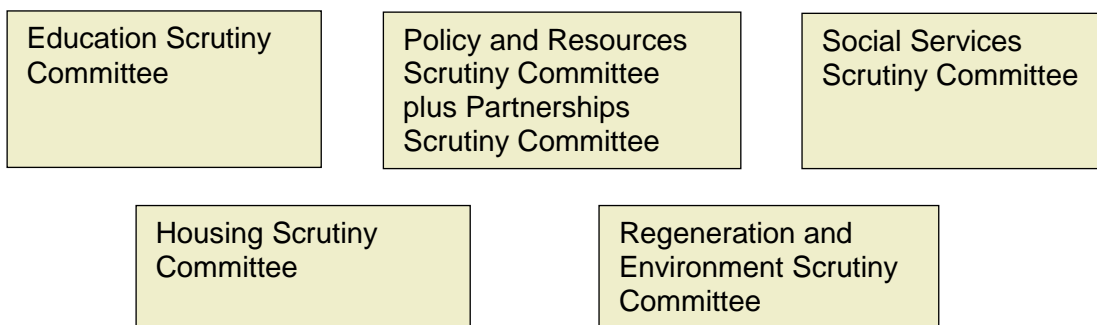 Education Scrutiny
Committee
Policy and Resources
Scrutiny Committee
plus Partnerships
Scrutiny Committee
Social Services
Scrutiny Committee
Housing Scrutiny
Committee
Regeneration and
Environment Scrutiny
Committee